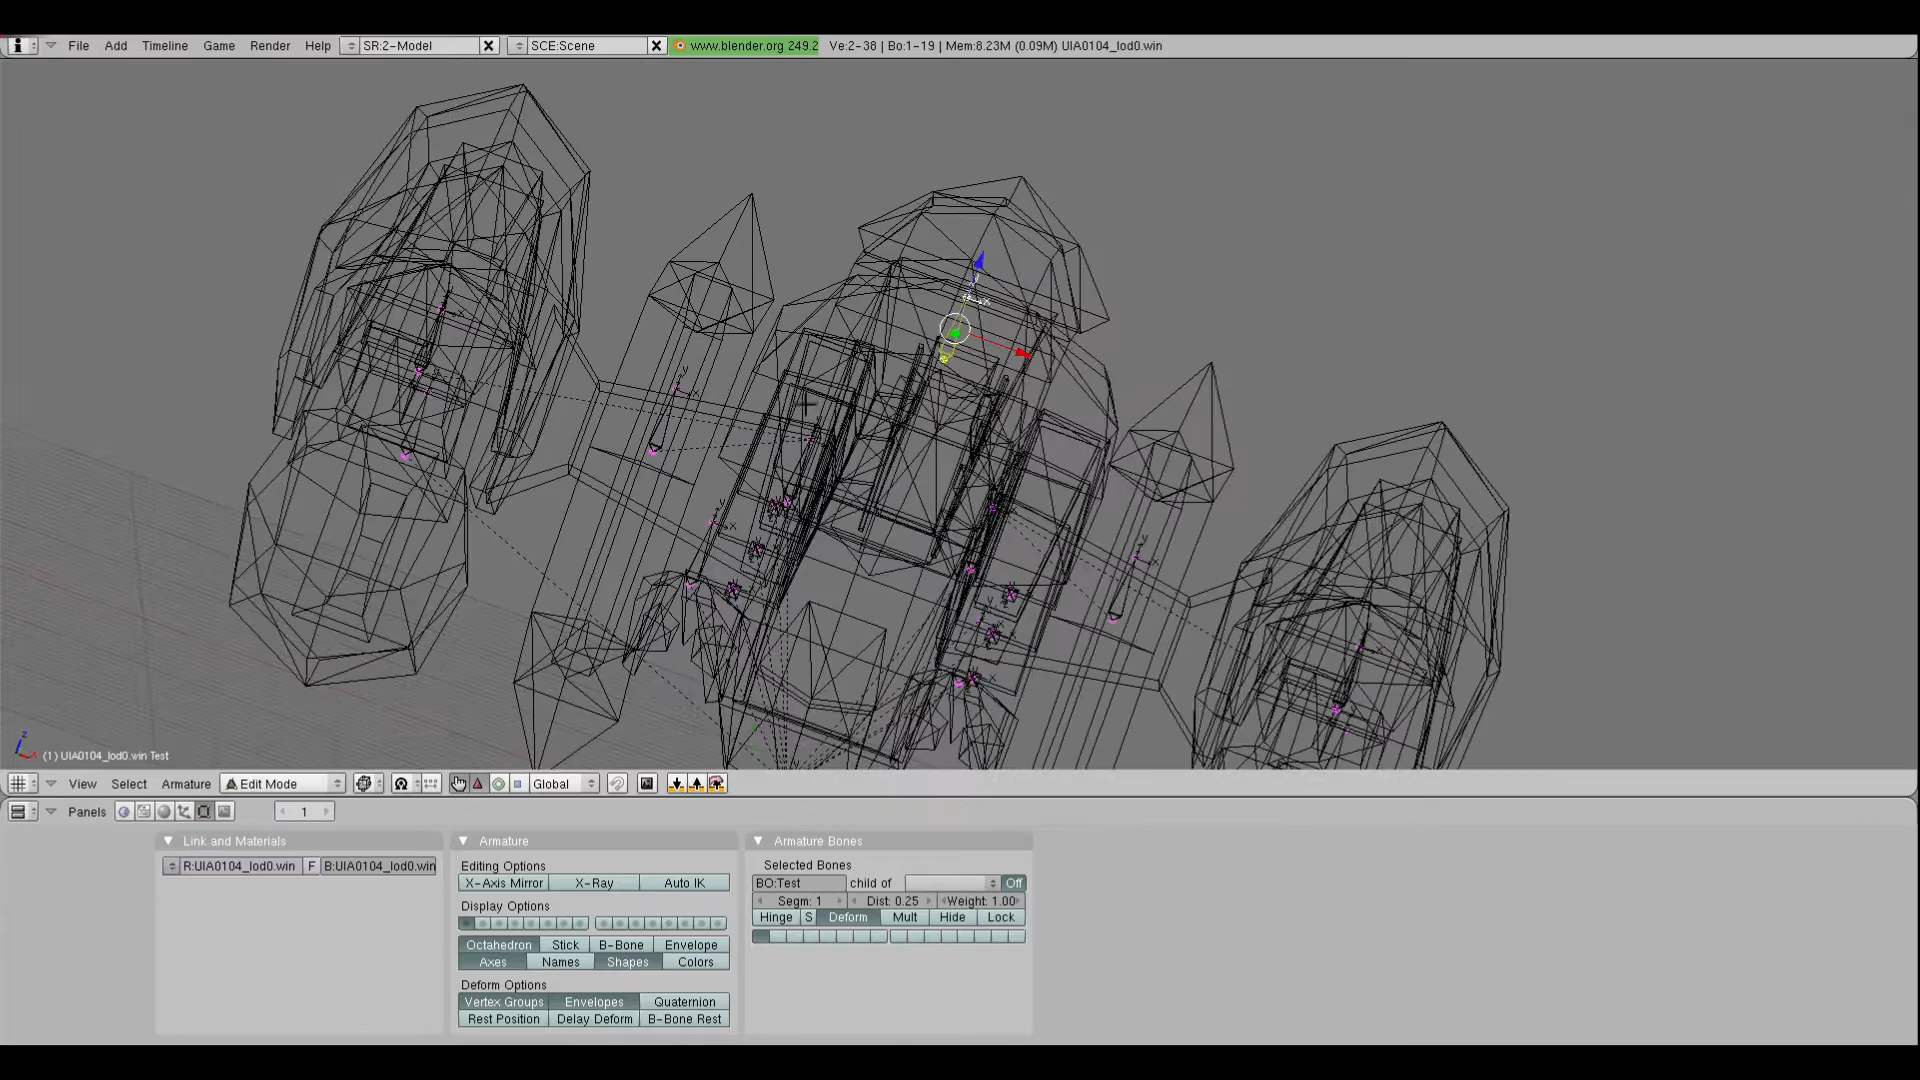 File Add Timeline Game Render Help SR:2-Model SCE:Scene www.blender.org 249.2 Ve:2-38 | Bo:1-19 | Mem:8.23M (0.09M) UIA0104_lod0.win
(1) UIA0104_lod0.win Test
View Select Armature Edit Mode Global
Panels 1
Link and Materials
R:UIA0104_lod0.win F B:UIA0104_lod0.win
Armature
Editing Options
X-Axis Mirror X-Ray Auto IK
Display Options
Octahedron Stick B-Bone Envelope
Axes Names Shapes Colors
Deform Options
Vertex Groups Envelopes Quaternion
Rest Position Delay Deform B-Bone Rest
Armature Bones
Selected Bones
BO:Test child of Off
Segm: 1 Dist: 0.25 Weight: 1.00
Hinge S Deform Mult Hide Lock